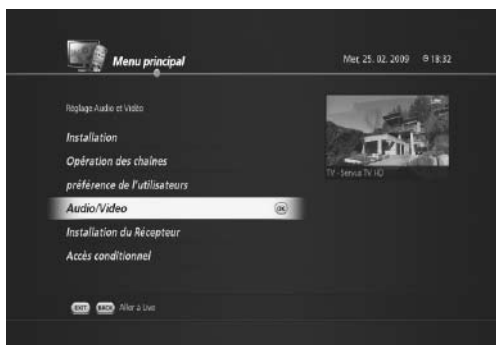 Menu principal
Mer, 25. 02. 2009 18:32
Réglage Audio et Vidéo
Installation
Opération des chaînes
préférence de l'utilisateurs
Audio/Video OK
Installation du Récepteur
Accès conditionnel
TV - Servus TV HD
EXIT BACK Aller à Live